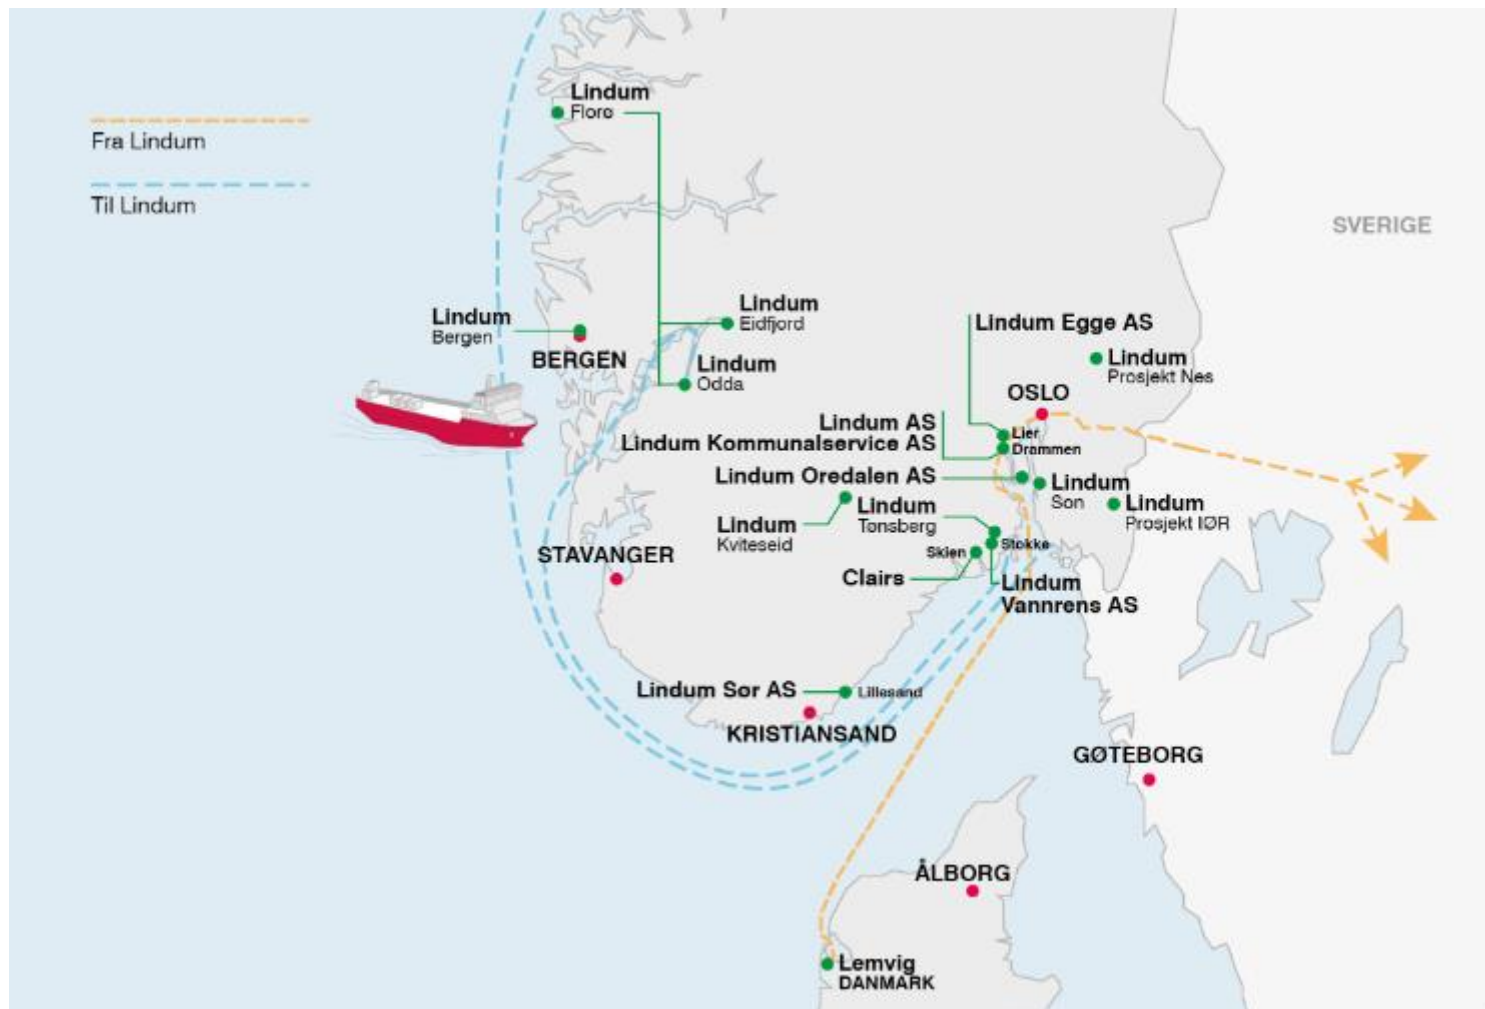 Fra Lindum
Til Lindum
Lindum
Florø
SVERIGE
Lindum
Bergen
BERGEN
Lindum
Eidfjord
Lindum
Odda
Lindum Egge AS
Lindum
Prosjekt Nes
OSLO
Lindum AS
Lindum Kommunalservice AS
Lier
Drammen
Lindum Oredalen AS
Lindum
Son
Lindum
Prosjekt IØR
Lindum
Kviteseid
Lindum
Tønsberg
Skien
Stokke
STAVANGER
Clairs
Lindum
Vannrens AS
Lindum Sør AS
Lillesand
KRISTIANSAND
GØTEBORG
ÅLBORG
Lemvig
DANMARK